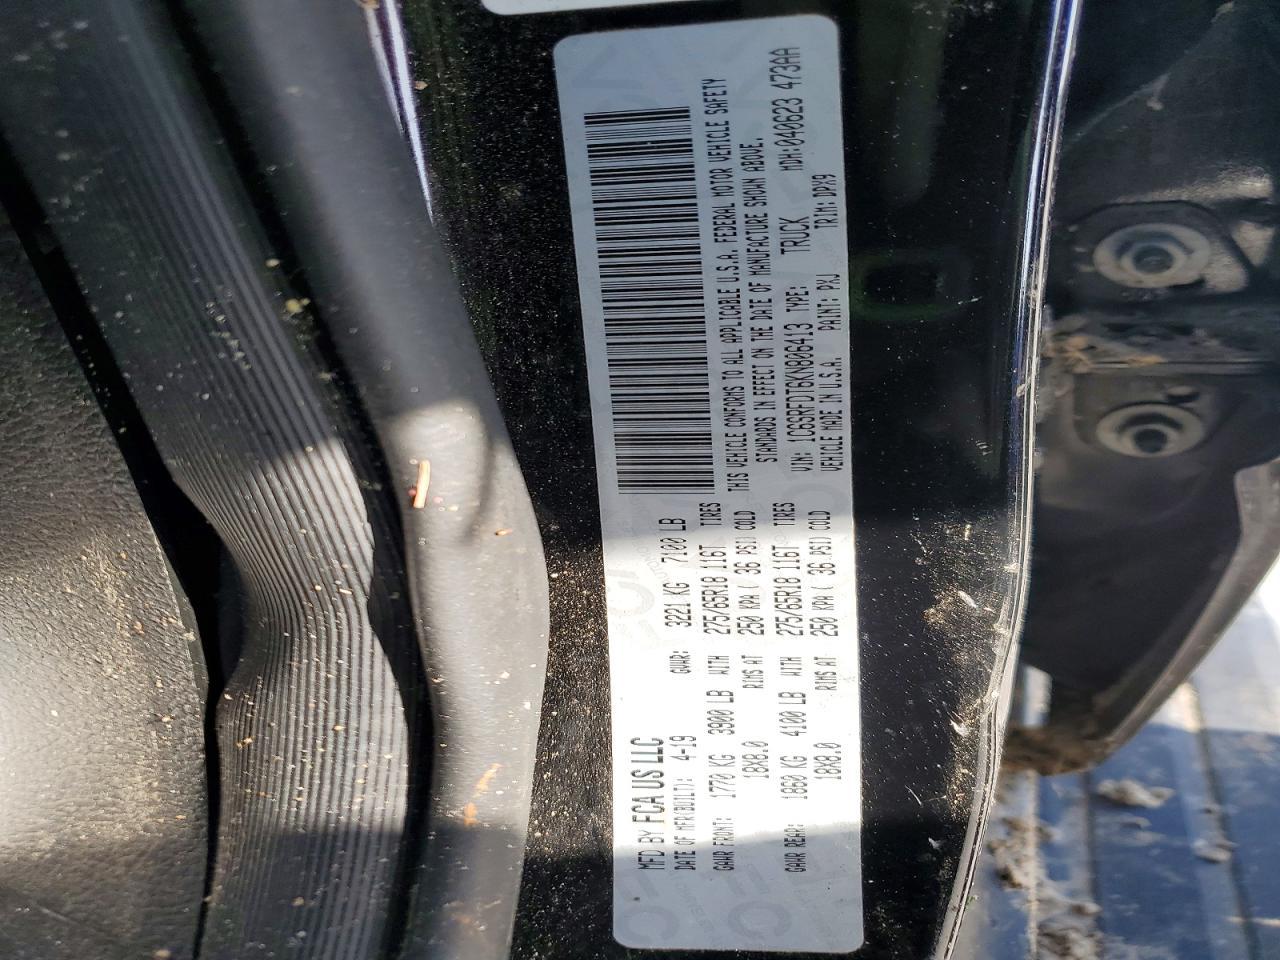 MFD BY FCA US LLC
DATE OF MFR(BUILT): 4-19 GVWR: 3221 KG 7100 LB
GAWR FRONT: 1770 KG 3900 LB WITH 275/65R18 116T TIRES
18X8.0 RIMS AT 250 KPA ( 36 PSI) COLD
GAWR REAR: 1860 KG 4100 LB WITH 275/65R18 116T TIRES
18X8.0 RIMS AT 250 KPA ( 36 PSI) COLD
THIS VEHICLE CONFORMS TO ALL APPLICABLE U.S.A. FEDERAL MOTOR VEHICLE SAFETY
STANDARDS IN EFFECT ON THE DATE OF MANUFACTURE SHOWN ABOVE.
VIN: 1C6SRFDT6KN806413 TYPE: TRUCK MDH:040623 473AA
VEHICLE MADE IN U.S.A. PAINT: PXJ TRIM: DPX9